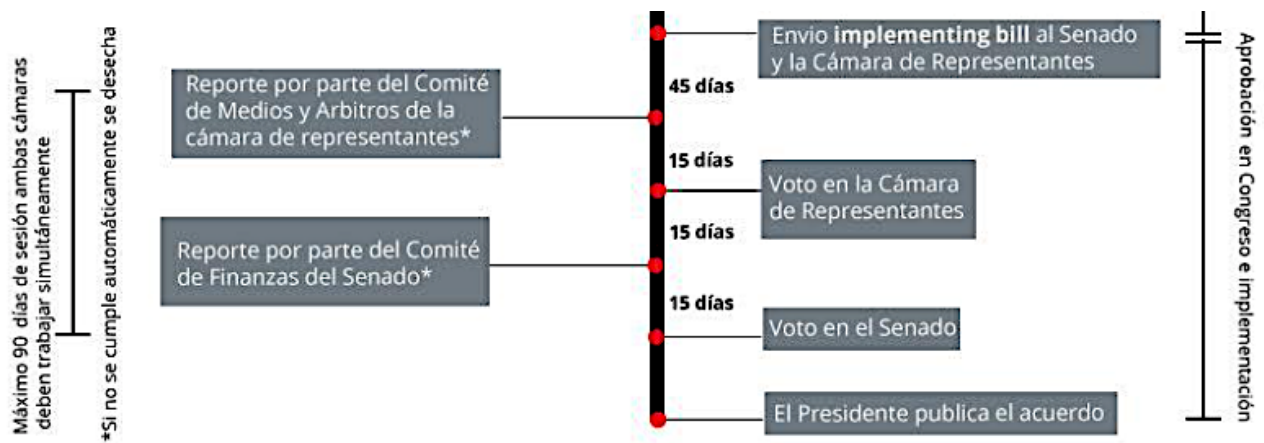 Envio implementing bill al Senado
y la Cámara de Representantes
45 días
Reporte por parte del Comité
de Medios y Arbitros de la
cámara de representantes*
15 días
Voto en la Cámara
de Representantes
15 días
Reporte por parte del Comité
de Finanzas del Senado*
15 días
Voto en el Senado
El Presidente publica el acuerdo
Máximo 90 días de sesión ambas cámaras
deben trabajar simultáneamente
*Si no se cumple automáticamente se desecha
Aprobación en Congreso e implementación